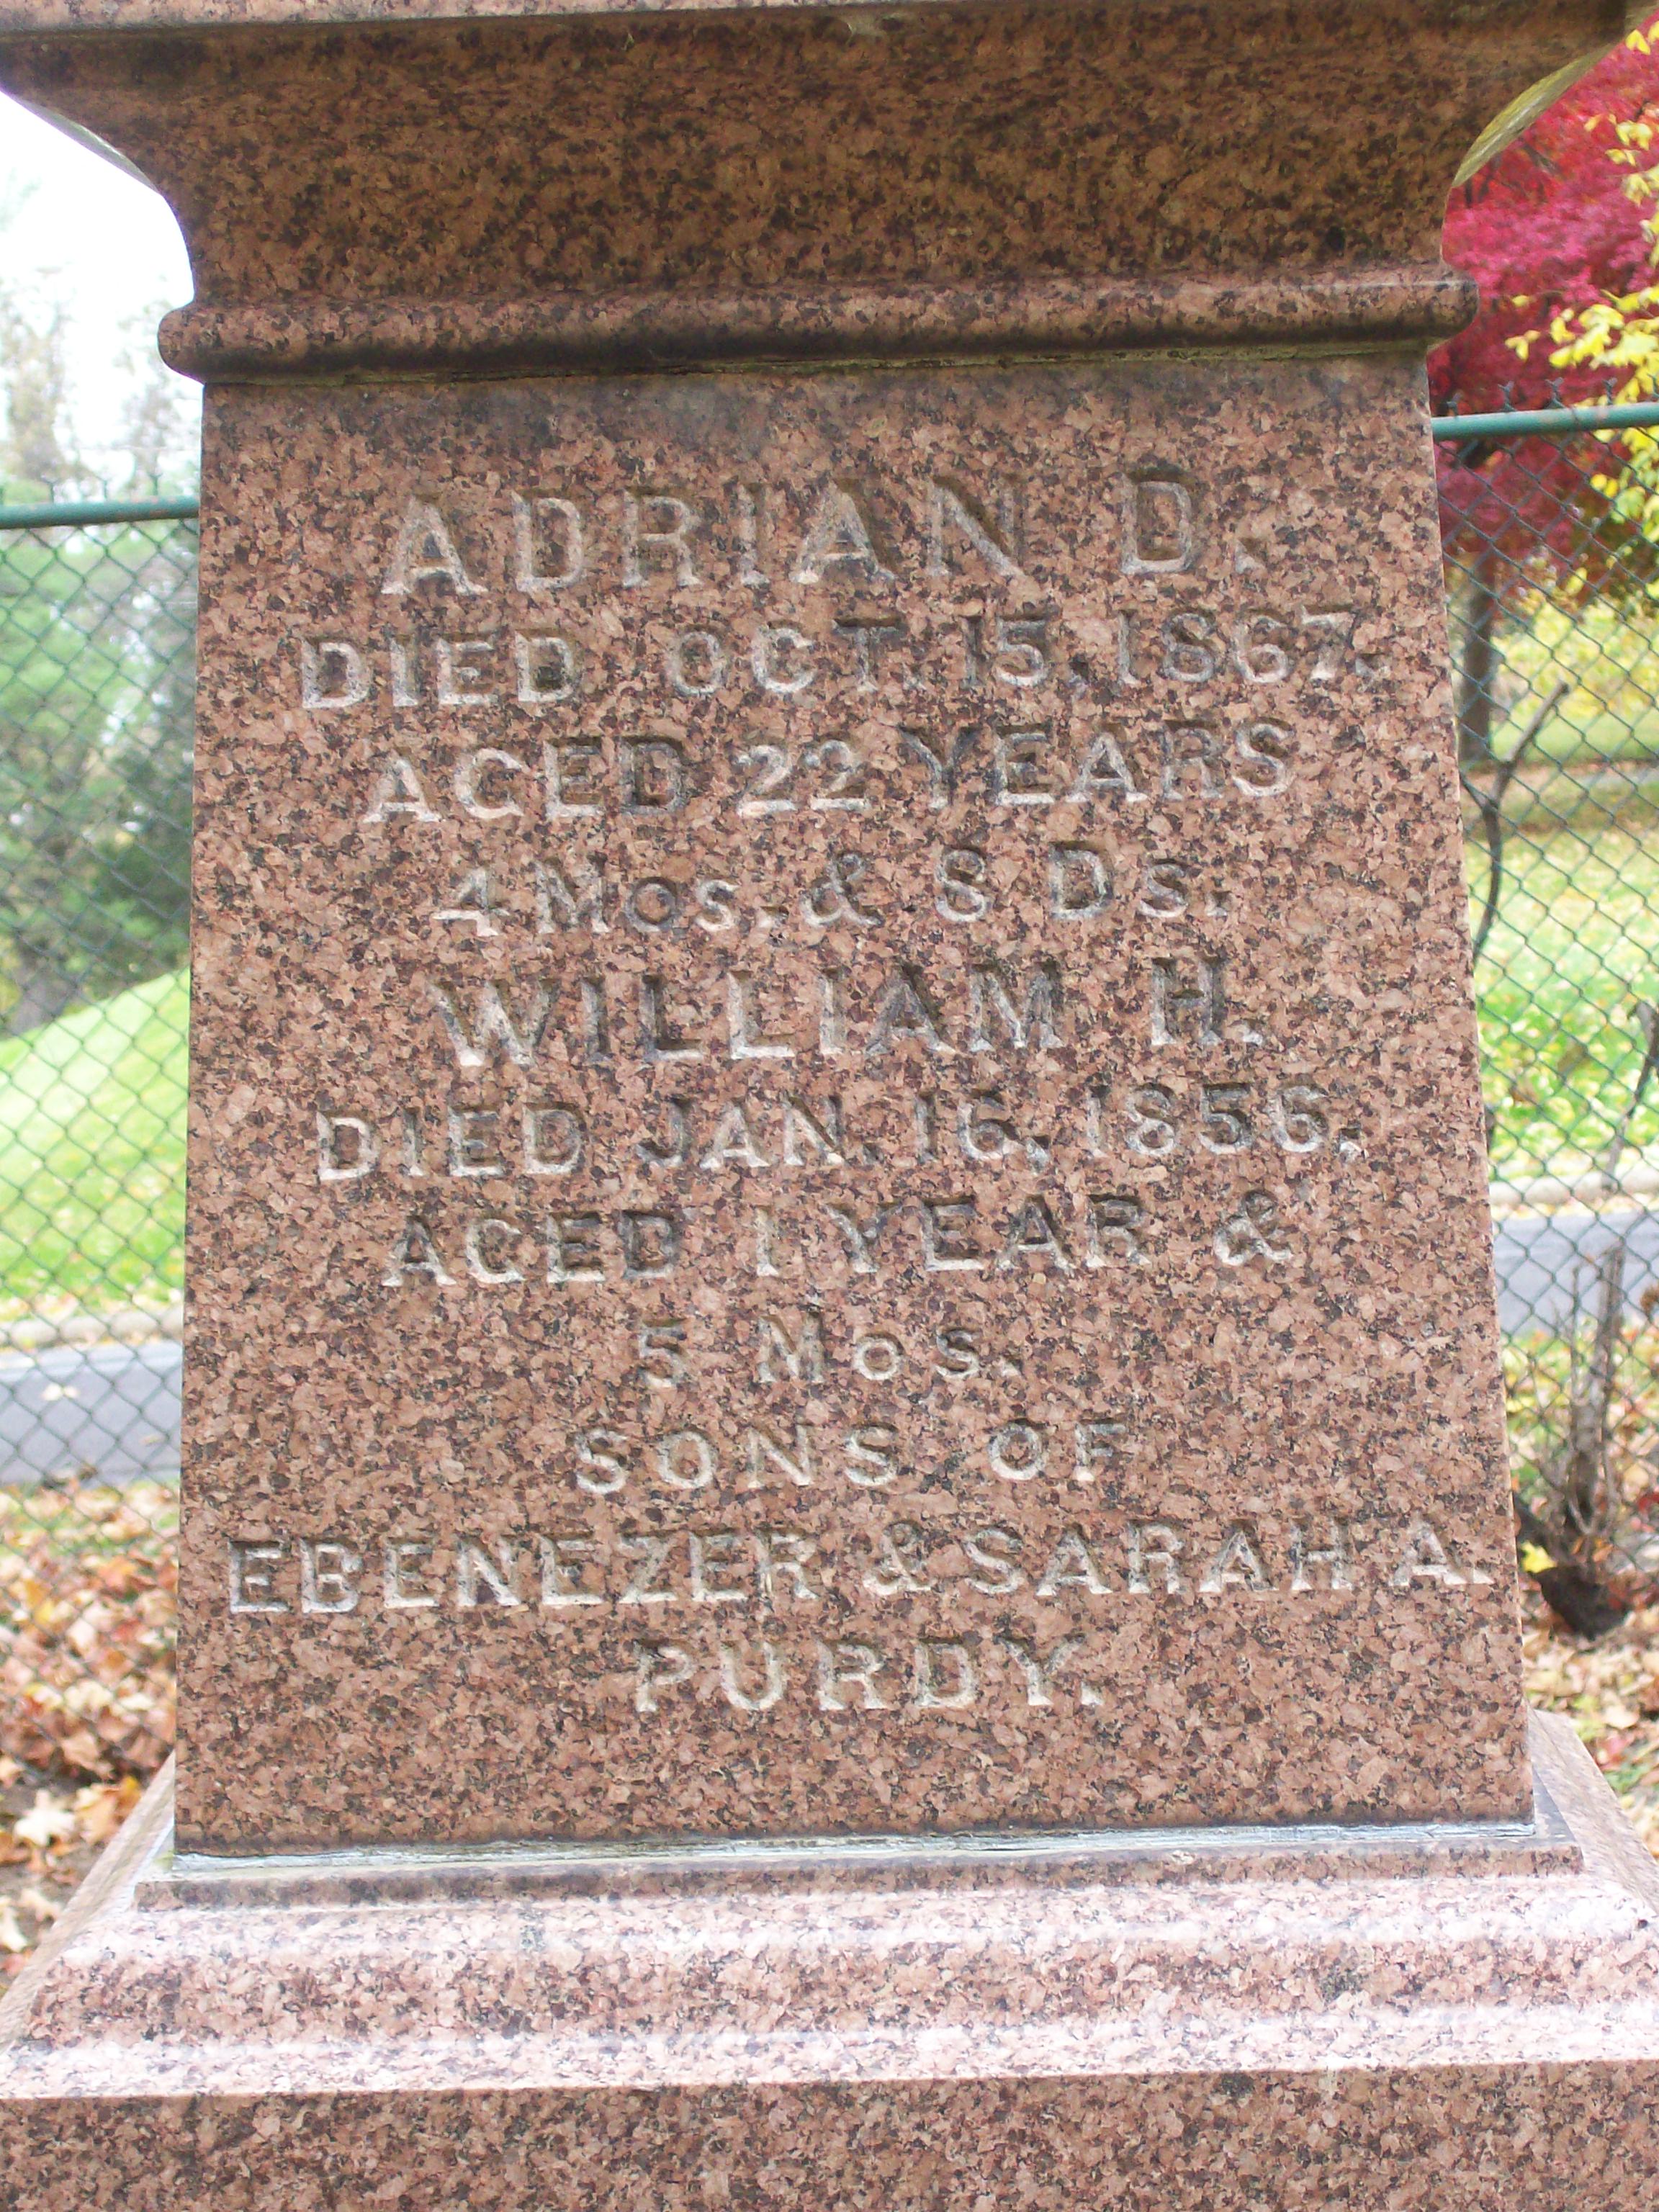 ADRIAN D.
DIED OCT. 15, 1867.
AGED 22 YEARS
4 Mos. & 8 Ds.
WILLIAM H.
DIED JAN. 16, 1856,
AGED 1 YEAR &
5 Mos.
SONS OF
EBENEZER & SARAH A.
PURDY.